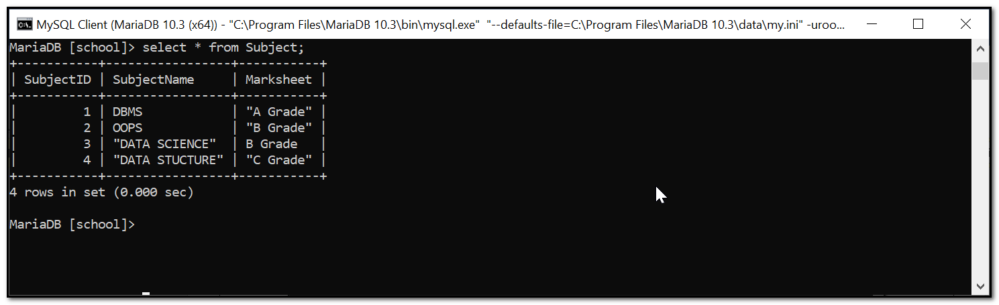 MySQL Client (MariaDB 10.3 (x64)) - "C:\Program Files\MariaDB 10.3\bin\mysql.exe"  "--defaults-file=C:\Program Files\MariaDB 10.3\data\my.ini" -uroo...
MariaDB [school]> select * from Subject;
+-----------+-----------------+-----------+
| SubjectID | SubjectName     | Marksheet |
+-----------+-----------------+-----------+
|         1 | DBMS            | "A Grade" |
|         2 | OOPS            | "B Grade" |
|         3 | "DATA SCIENCE"  | B Grade   |
|         4 | "DATA STUCTURE" | "C Grade" |
+-----------+-----------------+-----------+
4 rows in set (0.000 sec)
MariaDB [school]>